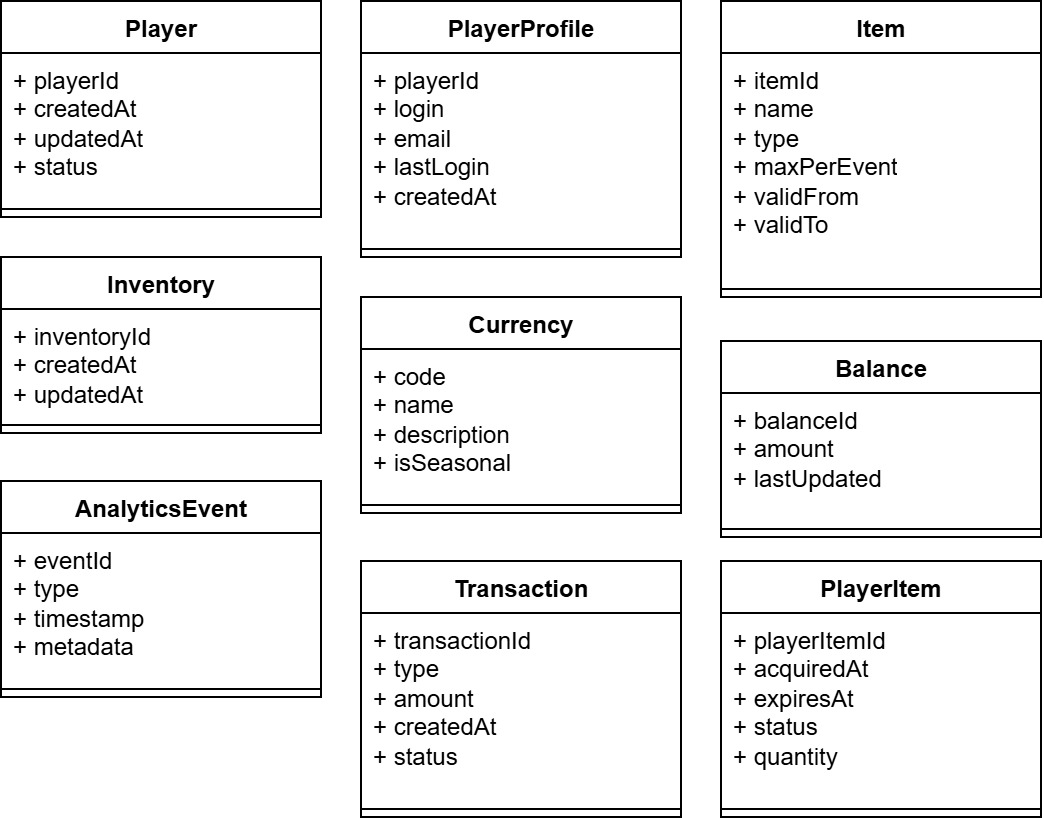 Player
+ playerId
+ createdAt
+ updatedAt
+ status
PlayerProfile
+ playerId
+ login
+ email
+ lastLogin
+ createdAt
Item
+ itemId
+ name
+ type
+ maxPerEvent
+ validFrom
+ validTo
Inventory
+ inventoryId
+ createdAt
+ updatedAt
Currency
+ code
+ name
+ description
+ isSeasonal
Balance
+ balanceId
+ amount
+ lastUpdated
AnalyticsEvent
+ eventId
+ type
+ timestamp
+ metadata
Transaction
+ transactionId
+ type
+ amount
+ createdAt
+ status
PlayerItem
+ playerItemId
+ acquiredAt
+ expiresAt
+ status
+ quantity